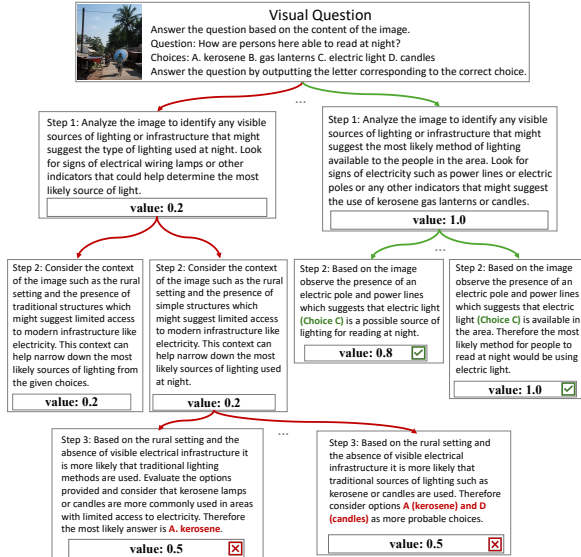 Visual Question
Answer the question based on the content of the image.
Question: How are persons here able to read at night?
Choices: A. kerosene B. gas lanterns C. electric light D. candles
Answer the question by outputting the letter corresponding to the correct choice.
...
Step 1: Analyze the image to identify any visible
sources of lighting or infrastructure that might
suggest the type of lighting used at night. Look
for signs of electrical wiring lamps or other
indicators that could help determine the most
likely source of light.
value: 0.2
Step 1: Analyze the image to identify any visible
sources of lighting or infrastructure that might
suggest the most likely method of lighting
available to the people in the area. Look for
signs of electricity such as power lines or electric
poles or any other indicators that might suggest
the use of kerosene gas lanterns or candles.
value: 1.0
...
Step 2: Consider the context
of the image such as the rural
setting and the presence of
traditional structures which
might suggest limited access
to modern infrastructure like
electricity. This context can
help narrow down the most
likely sources of lighting from
the given choices.
value: 0.2
Step 2: Consider the context
of the image such as the rural
setting and the presence of
simple structures which
might suggest limited access
to modern infrastructure like
electricity. This context can
help narrow down the most
likely sources of lighting used
at night.
value: 0.2
Step 2: Based on the image
observe the presence of an
electric pole and power lines
which suggests that electric light
(Choice C) is a possible source of
lighting for reading at night.
value: 0.8
Step 2: Based on the image
observe the presence of an
electric pole and power lines
which suggests that electric
light (Choice C) is available in
the area. Therefore the most
likely method for people to
read at night would be using
electric light.
value: 1.0
...
Step 3: Based on the rural setting and the
absence of visible electrical infrastructure it
is more likely that traditional lighting
methods are used. Evaluate the options
provided and consider that kerosene lamps
or candles are more commonly used in areas
with limited access to electricity. Therefore
the most likely answer is A. kerosene.
value: 0.5
Step 3: Based on the rural setting and
the absence of visible electrical
infrastructure it is more likely that
traditional sources of lighting such as
kerosene or candles are used. Therefore
consider options A (kerosene) and D
(candles) as more probable choices.
value: 0.5